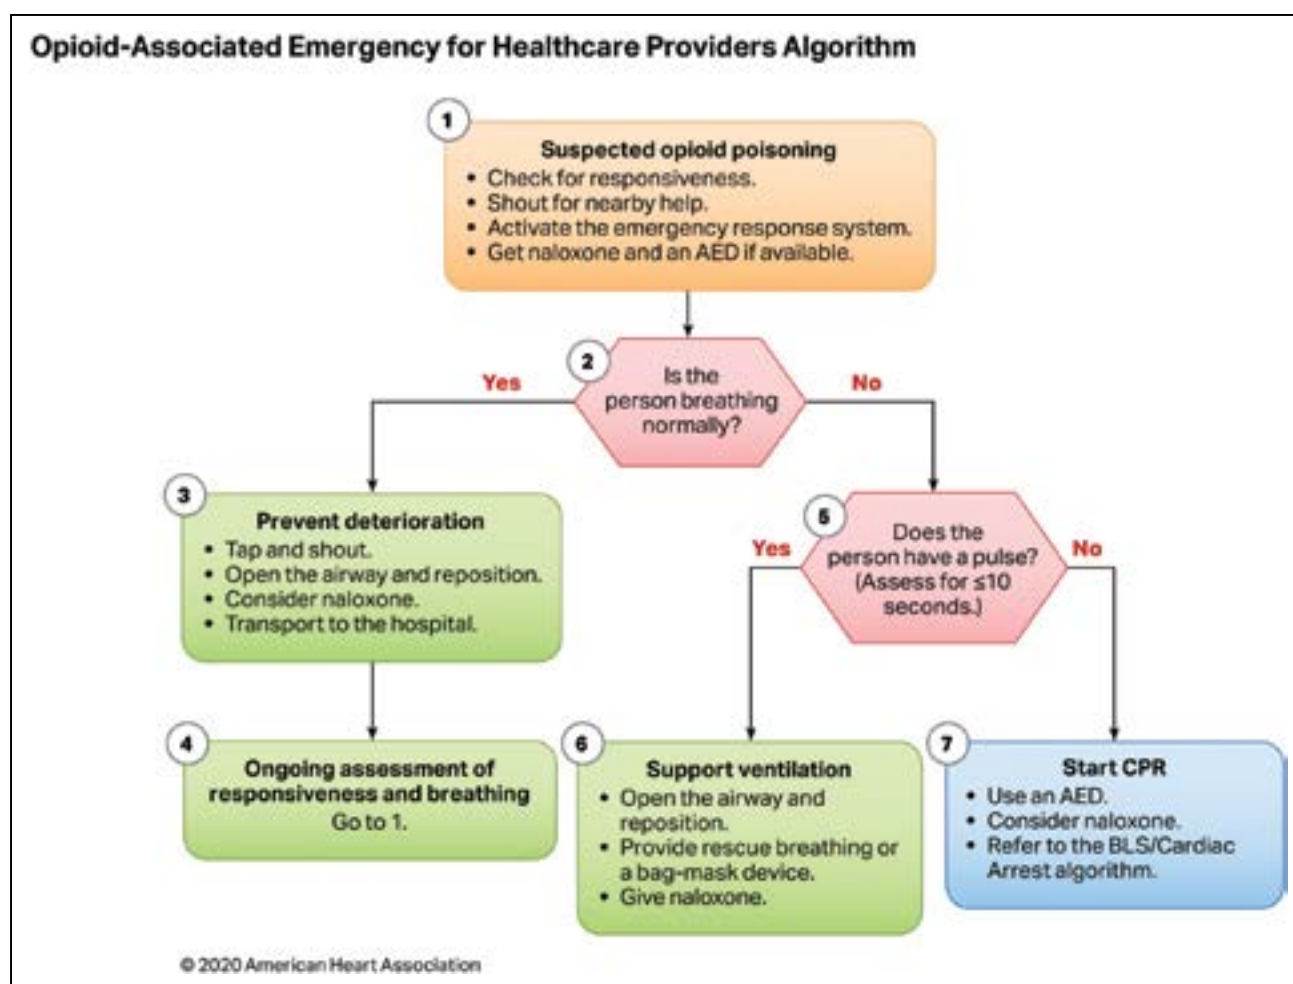 Opioid-Associated Emergency for Healthcare Providers Algorithm
1
Suspected opioid poisoning
• Check for responsiveness.
• Shout for nearby help.
• Activate the emergency response system.
• Get naloxone and an AED if available.
2
Is the
person breathing
normally?
Yes
No
3
Prevent deterioration
• Tap and shout.
• Open the airway and reposition.
• Consider naloxone.
• Transport to the hospital.
5
Does the
person have a pulse?
(Assess for ≤10
seconds.)
Yes
No
4
Ongoing assessment of
responsiveness and breathing
Go to 1.
6
Support ventilation
• Open the airway and
reposition.
• Provide rescue breathing or
a bag-mask device.
• Give naloxone.
7
Start CPR
• Use an AED.
• Consider naloxone.
• Refer to the BLS/Cardiac
Arrest algorithm.
© 2020 American Heart Association